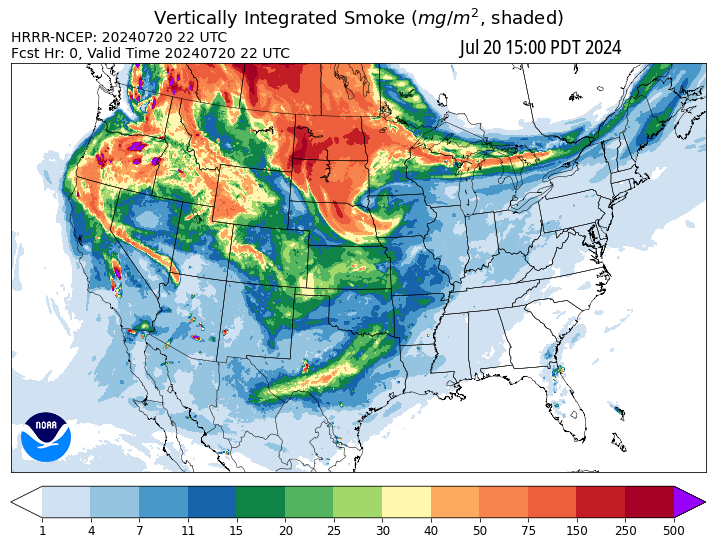 Vertically Integrated Smoke (mg/m², shaded)
HRRR-NCEP: 20240720 22 UTC
Fcst Hr: 0, Valid Time 20240720 22 UTC
Jul 20 15:00 PDT 2024
NOAA
1 4 7 11 15 20 25 30 40 50 75 150 250 500